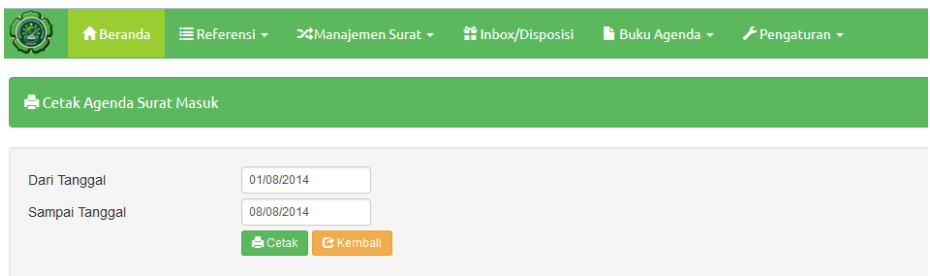 Beranda Referensi Manajemen Surat Inbox/Disposisi Buku Agenda Pengaturan
Cetak Agenda Surat Masuk
Dari Tanggal 01/08/2014
Sampai Tanggal 08/08/2014
Cetak Kembali